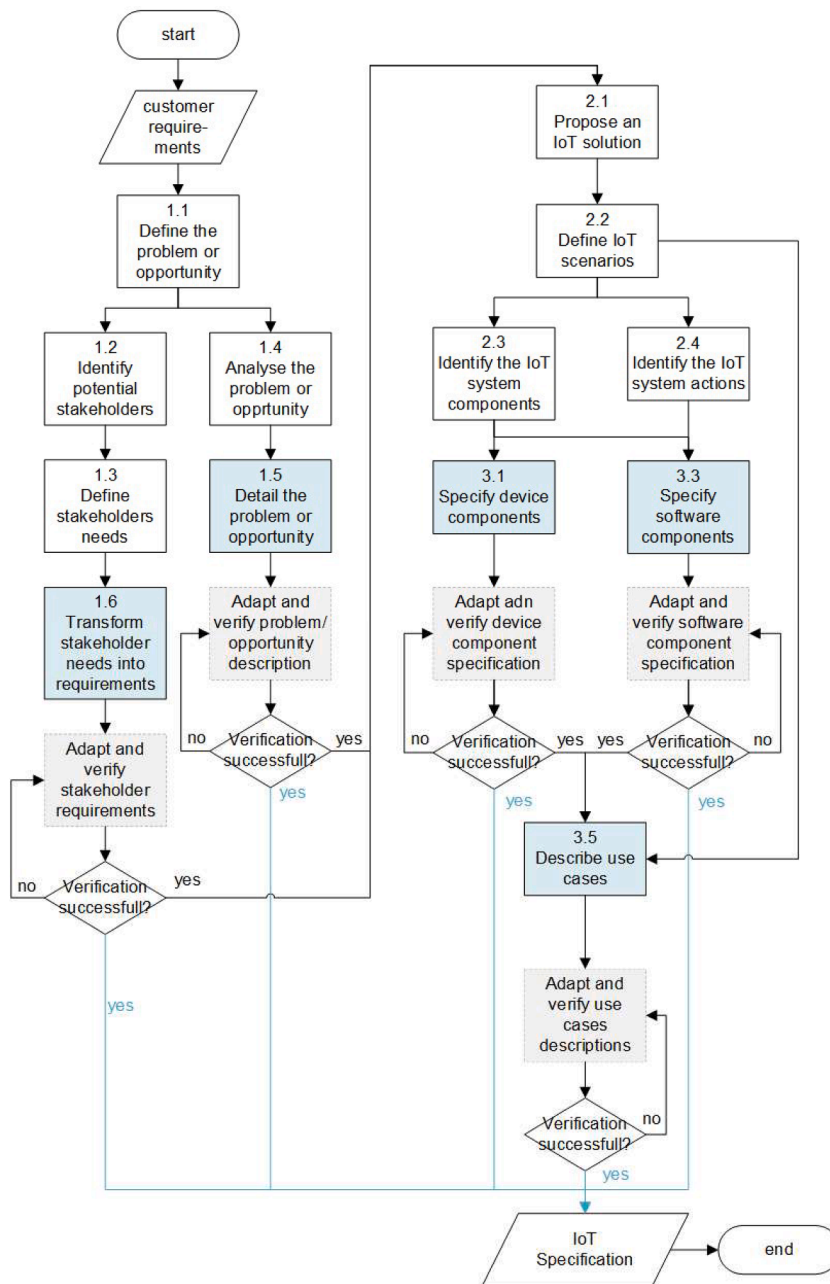 start
customer
require-
ments
1.1
Define the
problem or
opportunity
1.2
Identify
potential
stakeholders
1.4
Analyse the
problem or
opprtunity
1.3
Define
stakeholders
needs
1.5
Detail the
problem or
opportunity
1.6
Transform
stakeholder
needs into
requirements
Adapt and
verify problem/
opportunity
description
Adapt and
verify
stakeholder
requirements
no
Verification
successfull?
yes
yes
no
Verification
successfull?
yes
yes
2.1
Propose an
IoT solution
2.2
Define IoT
scenarios
2.3
Identify the IoT
system
components
2.4
Identify the IoT
system actions
3.1
Specify device
components
3.3
Specify
software
components
Adapt adn
verify device
component
specification
Adapt and
verify software
component
specification
no
Verification
successfull?
yes
yes
yes
Verification
successfull?
no
yes
3.5
Describe use
cases
Adapt and
verify use
cases
descriptions
Verification
successfull?
no
yes
IoT
Specification
end